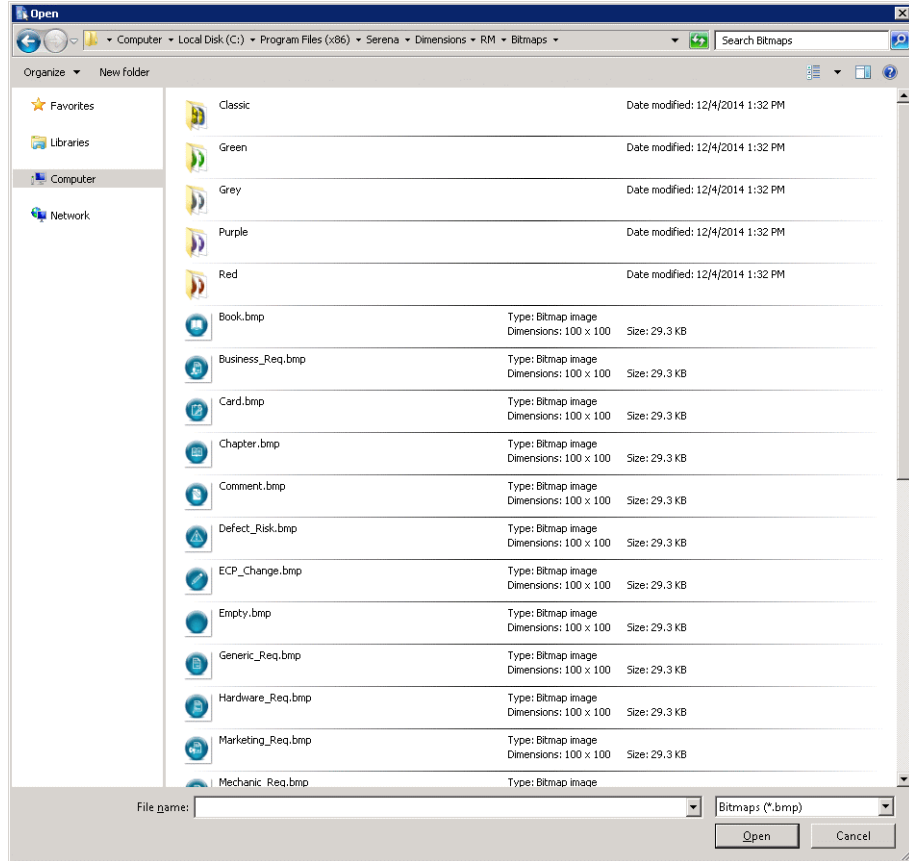 Open
Computer Local Disk (C:) Program Files (x86) Serena Dimensions RM Bitmaps Search Bitmaps
Organize New folder
Favorites
Libraries
Computer
Network
Classic Date modified: 12/4/2014 1:32 PM
Green Date modified: 12/4/2014 1:32 PM
Grey Date modified: 12/4/2014 1:32 PM
Purple Date modified: 12/4/2014 1:32 PM
Red Date modified: 12/4/2014 1:32 PM
Book.bmp Type: Bitmap image
Dimensions: 100 x 100 Size: 29.3 KB
Business_Req.bmp Type: Bitmap image
Dimensions: 100 x 100 Size: 29.3 KB
Card.bmp Type: Bitmap image
Dimensions: 100 x 100 Size: 29.3 KB
Chapter.bmp Type: Bitmap image
Dimensions: 100 x 100 Size: 29.3 KB
Comment.bmp Type: Bitmap image
Dimensions: 100 x 100 Size: 29.3 KB
Defect_Risk.bmp Type: Bitmap image
Dimensions: 100 x 100 Size: 29.3 KB
ECP_Change.bmp Type: Bitmap image
Dimensions: 100 x 100 Size: 29.3 KB
Empty.bmp Type: Bitmap image
Dimensions: 100 x 100 Size: 29.3 KB
Generic_Req.bmp Type: Bitmap image
Dimensions: 100 x 100 Size: 29.3 KB
Hardware_Req.bmp Type: Bitmap image
Dimensions: 100 x 100 Size: 29.3 KB
Marketing_Req.bmp Type: Bitmap image
Dimensions: 100 x 100 Size: 29.3 KB
Mechanic_Req.bmp Type: Bitmap image
File name: Bitmaps (*.bmp)
Open Cancel